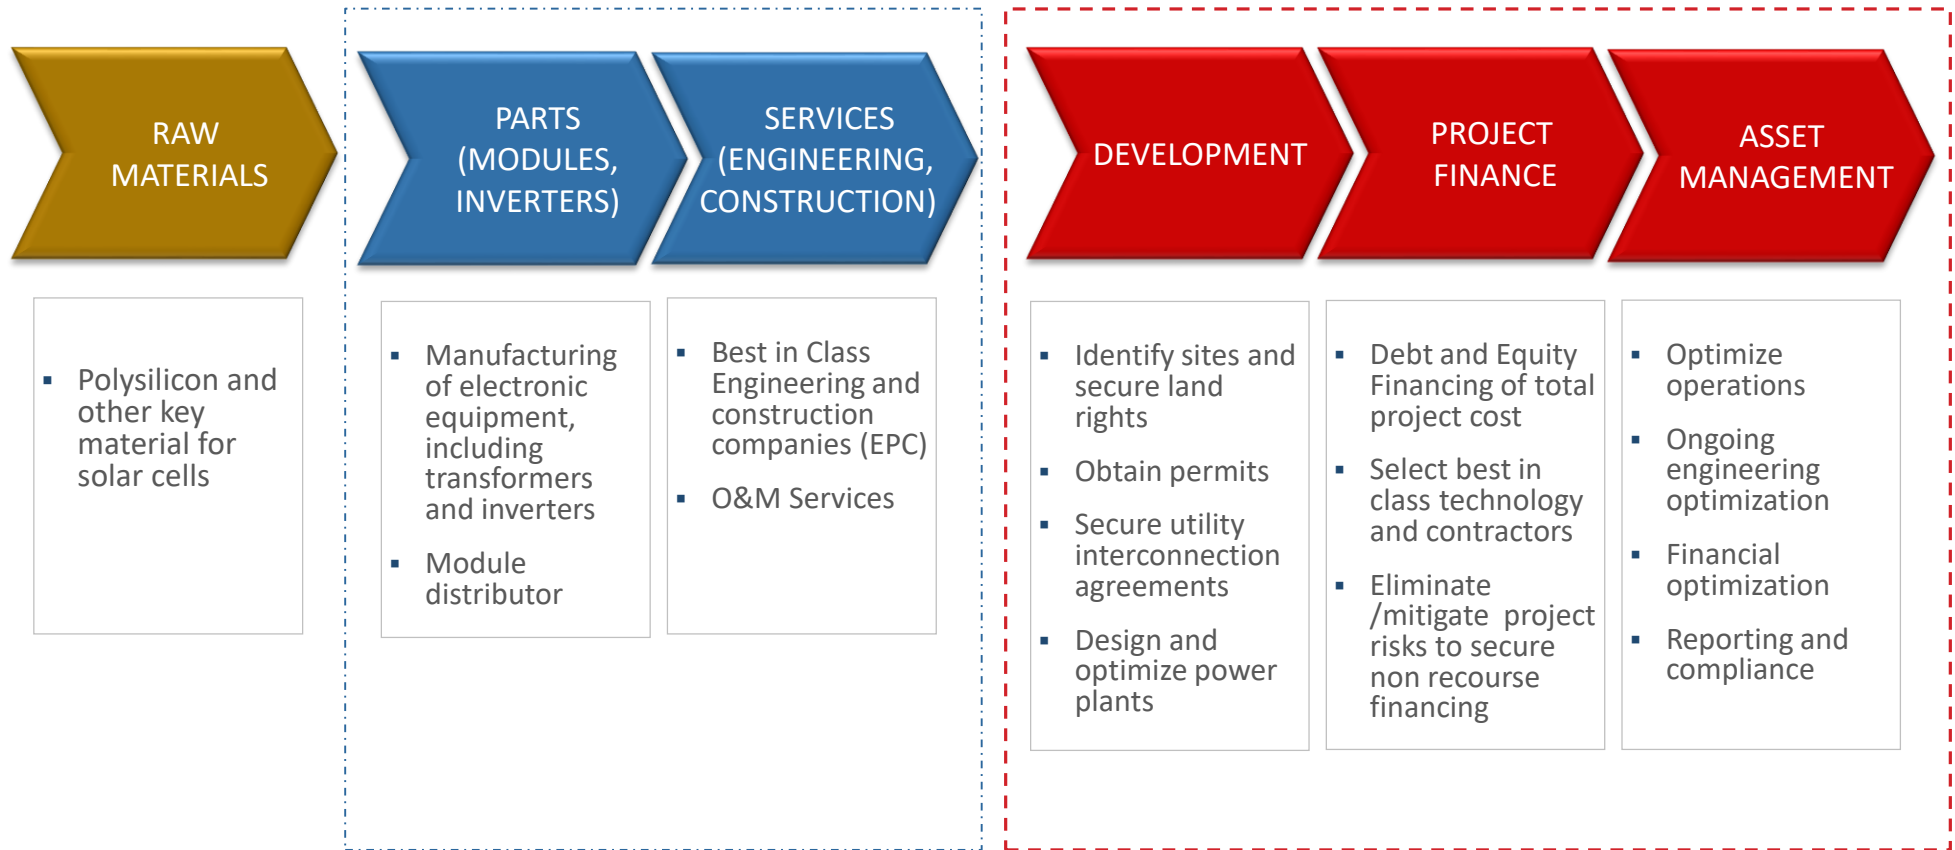 RAW
MATERIALS
PARTS
(MODULES,
INVERTERS)
SERVICES
(ENGINEERING,
CONSTRUCTION)
DEVELOPMENT
PROJECT
FINANCE
ASSET
MANAGEMENT
▪ Polysilicon and
other key
material for
solar cells
▪ Manufacturing
of electronic
equipment,
including
transformers
and inverters
▪ Module
distributor
▪ Best in Class
Engineering and
construction
companies (EPC)
▪ O&M Services
▪ Identify sites and
secure land
rights
▪ Obtain permits
▪ Secure utility
interconnection
agreements
▪ Design and
optimize power
plants
▪ Debt and Equity
Financing of total
project cost
▪ Select best in
class technology
and contractors
▪ Eliminate
/mitigate project
risks to secure
non recourse
financing
▪ Optimize
operations
▪ Ongoing
engineering
optimization
▪ Financial
optimization
▪ Reporting and
compliance